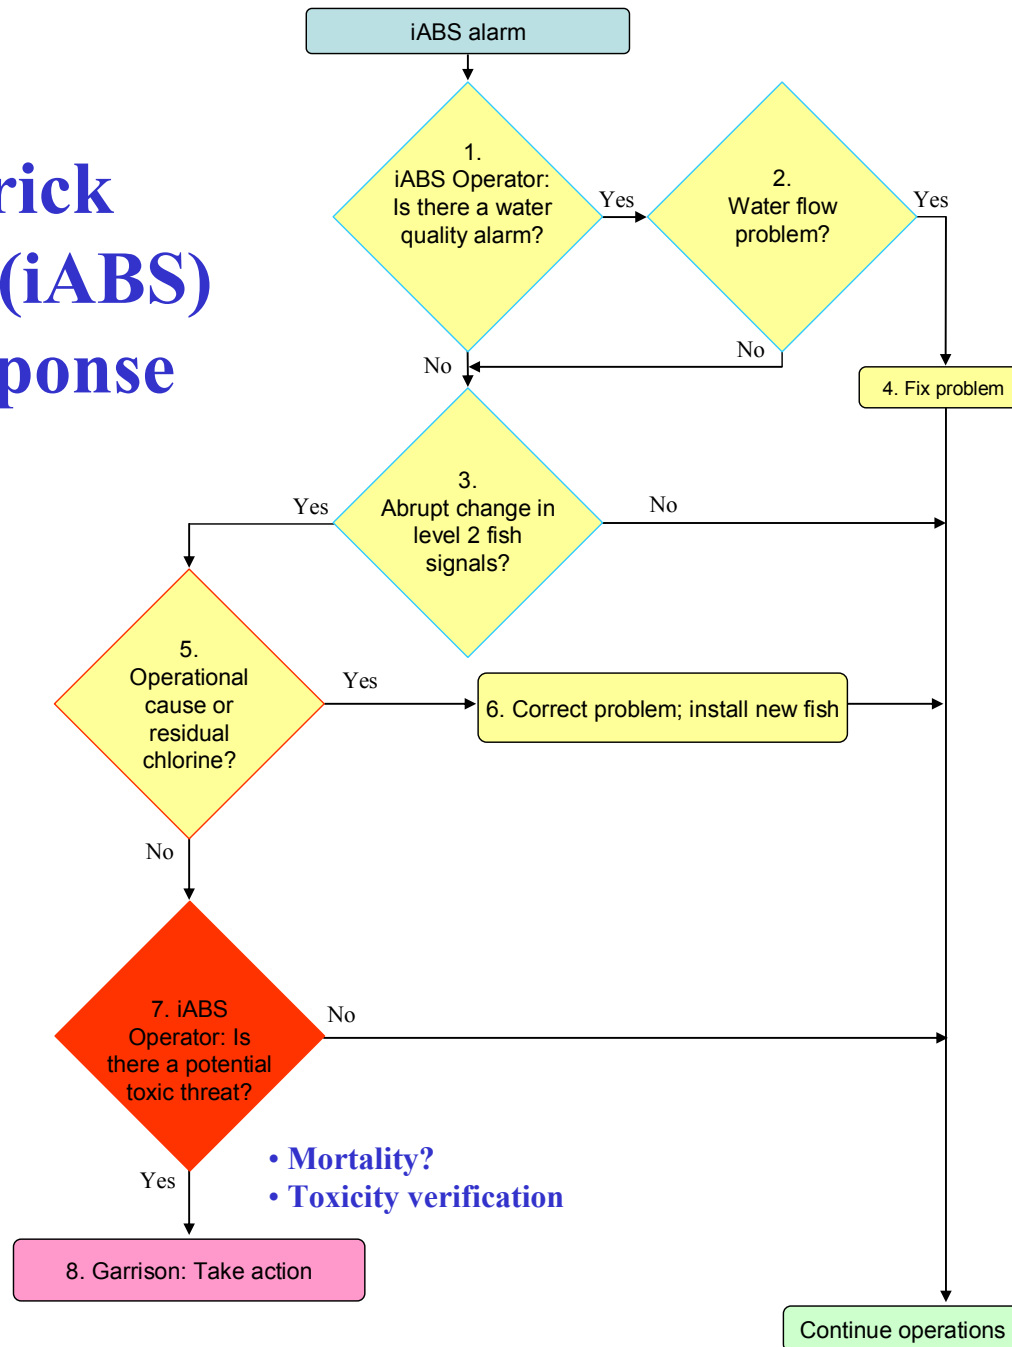 iABS alarm
rick
(iABS)
ponse
1.
iABS Operator:
Is there a water
quality alarm?
Yes
2.
Water flow
problem?
Yes
No
No
4. Fix problem
3.
Abrupt change in
level 2 fish
signals?
Yes
No
5.
Operational
cause or
residual
chlorine?
Yes
6. Correct problem; install new fish
No
7. iABS
Operator: Is
there a potential
toxic threat?
No
• Mortality?
• Toxicity verification
Yes
8. Garrison: Take action
Continue operations